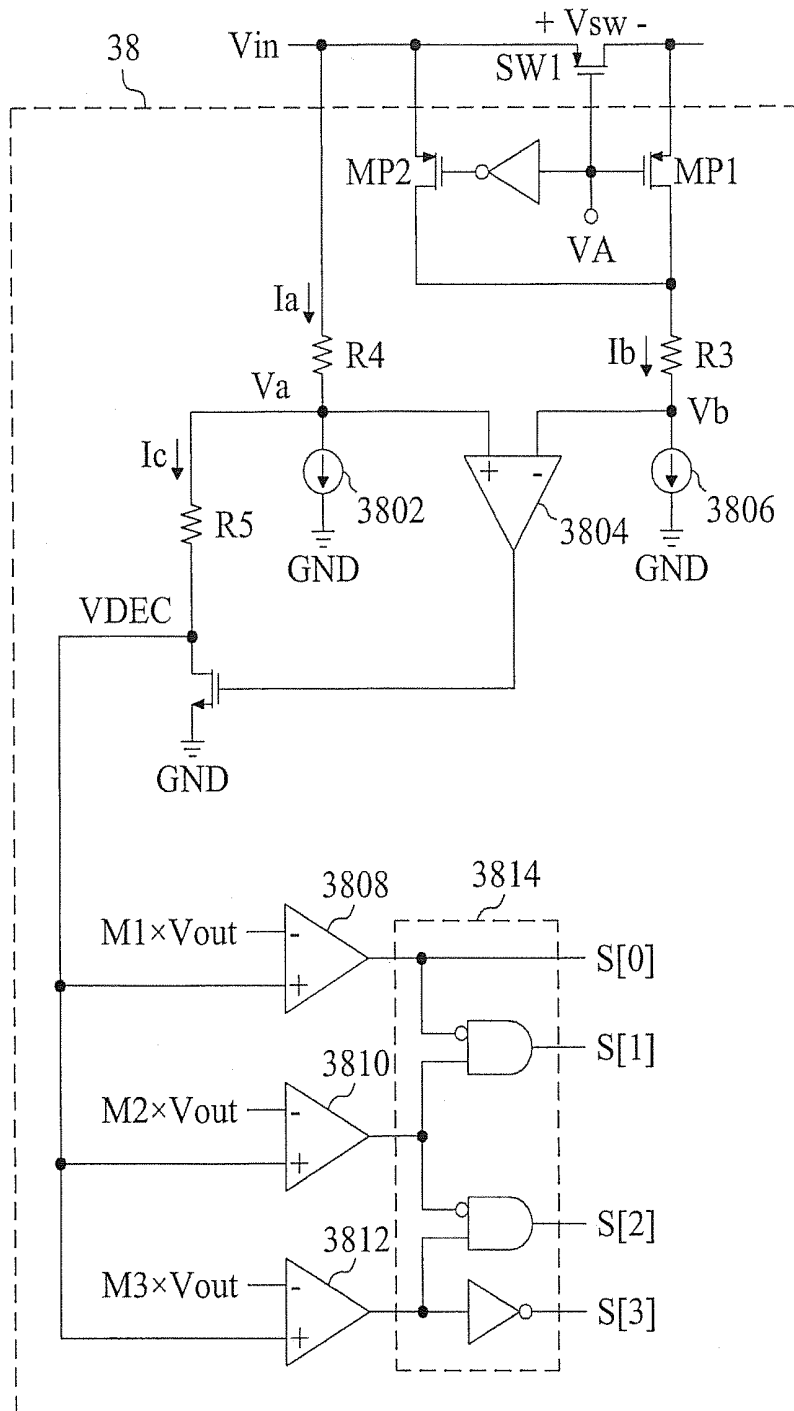 + Vsw -
Vin
SW1
38
MP2
MP1
VA
Ia
R4
Ib
R3
Va
Vb
Ic
R5
+ -
3802
3804
3806
GND
GND
VDEC
GND
3808
3814
M1×Vout
-
+
S[0]
S[1]
3810
M2×Vout
-
+
S[2]
3812
M3×Vout
-
+
S[3]